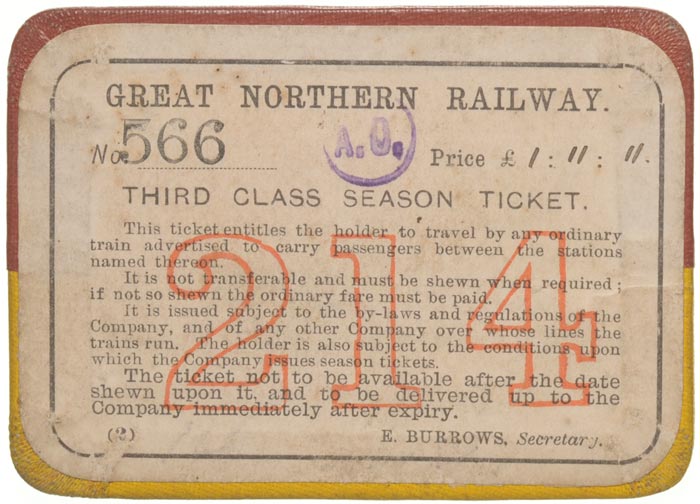 GREAT NORTHERN RAILWAY.
No. 566
A.O.
Price £ 1 : 11 : 11.
THIRD CLASS SEASON TICKET.
This ticket entitles the holder to travel by any ordinary
train advertised to carry passengers between the stations
named thereon.
It is not transferable and must be shewn when required;
if not so shewn the ordinary fare must be paid.
It is issued subject to the by-laws and regulations of the
Company, and of any other Company over whose lines the
trains run. The holder is also subject to the conditions upon
which the Company issues season tickets.
The ticket not to be available after the date
shewn upon it, and to be delivered up to the
Company immediately after expiry.
214
(2)
E. BURROWS, Secretary.